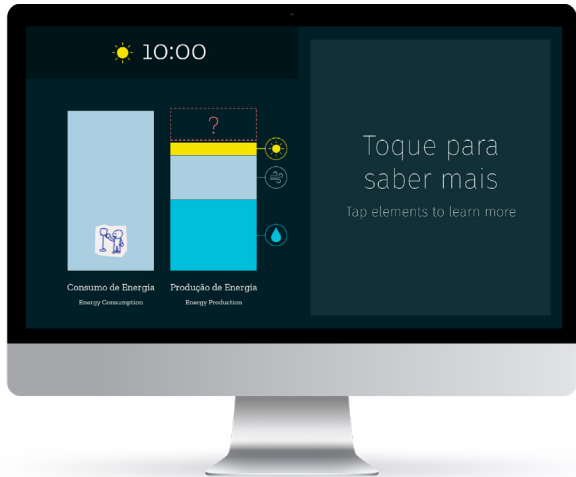 10:00
?
Consumo de Energia
Energy Consumption
Produção de Energia
Energy Production
Toque para
saber mais
Tap elements to learn more